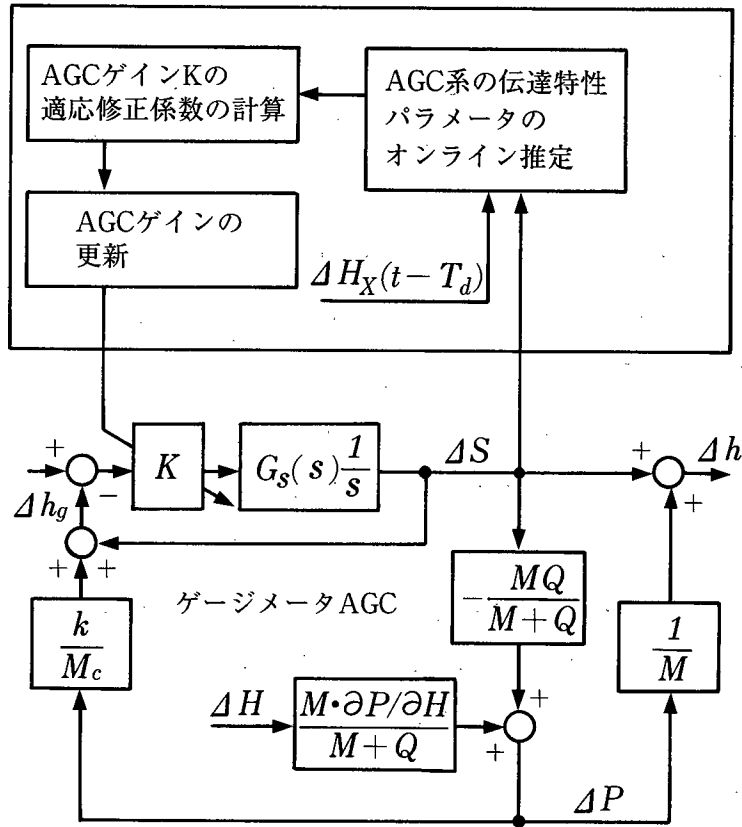 AGCゲインKの
適応修正係数の計算
AGC系の伝達特性
パラメータの
オンライン推定
AGCゲインの
更新
ΔH_X(t−T_d)
+
K
G_s(s) 1/s
ΔS
+
Δh
−
+
Δh_g
+ +
ゲージメータAGC
k/M_c
−MQ/(M+Q)
1/M
ΔH
M·∂P/∂H/(M+Q)
+
+
ΔP